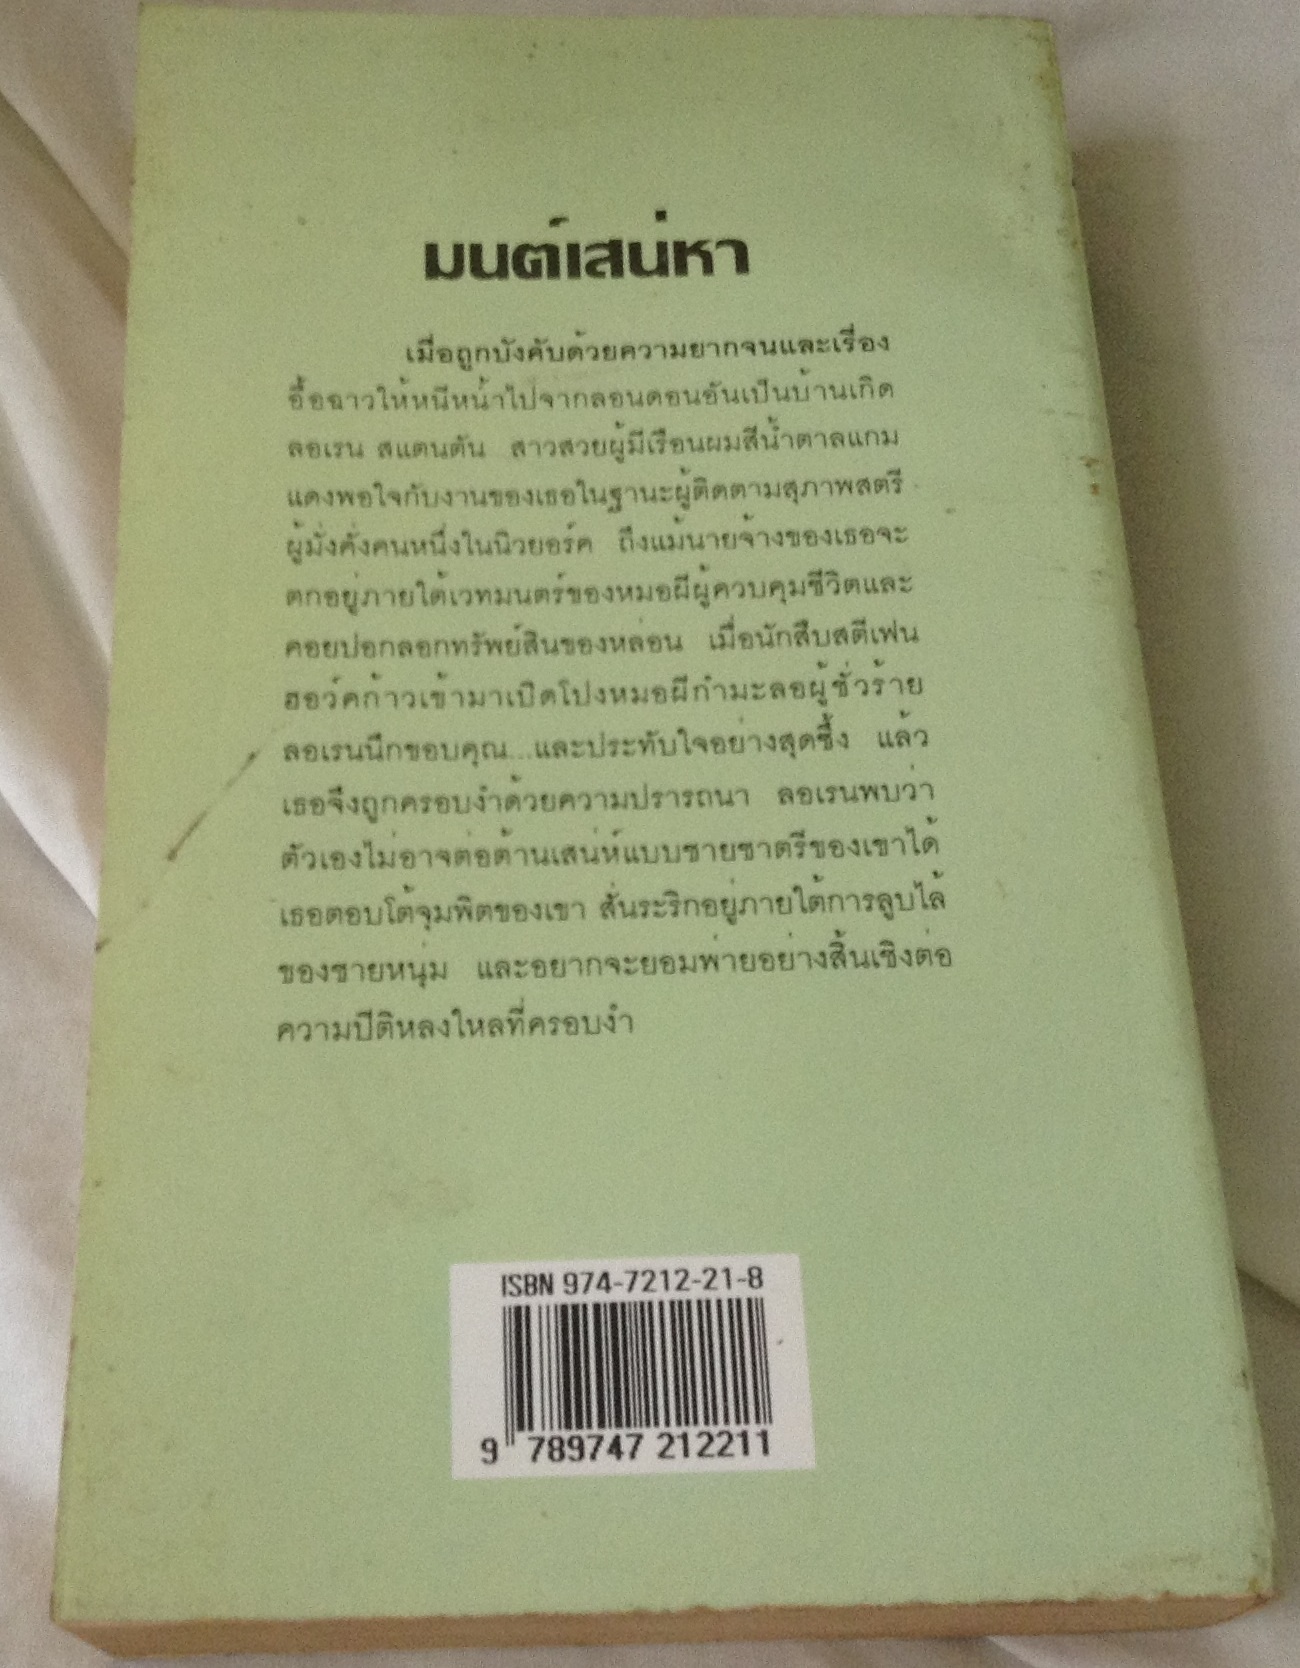 มนต์เสน่หา
เมื่อถูกบังคับด้วยความยากจนและเรื่อง
อื้อฉาวให้หนีหน้าไปจากลอนดอนอันเป็นบ้านเกิด
ลอเรน สแตนตัน สาวสวยผู้มีเรือนผมสีน้ำตาลแกม
แดงพอใจกับงานของเธอในฐานะผู้ติดตามสุภาพสตรี
ผู้มั่งคั่งคนหนึ่งในนิวยอร์ค ถึงแม้นายจ้างของเธอจะ
ตกอยู่ภายใต้เวทมนตร์ของหมอผีผู้ควบคุมชีวิตและ
คอยปอกลอกทรัพย์สินของหล่อน เมื่อนักสืบสตีเฟน
ฮอว์คก้าวเข้ามาเปิดโปงหมอผีกำมะลอผู้ชั่วร้าย
ลอเรนนึกขอบคุณ...และประทับใจอย่างสุดซึ้ง แล้ว
เธอจึงถูกครอบงำด้วยความปรารถนา ลอเรนพบว่า
ตัวเองไม่อาจต่อต้านเสน่ห์แบบชายชาตรีของเขาได้
เธอตอบโต้จุมพิตของเขา สั่นระริกอยู่ภายใต้การลูบไล้
ของชายหนุ่ม และอยากจะยอมพ่ายอย่างสิ้นเชิงต่อ
ความปีติหลงใหลที่ครอบงำ
ISBN 974-7212-21-8
9 789747 212211